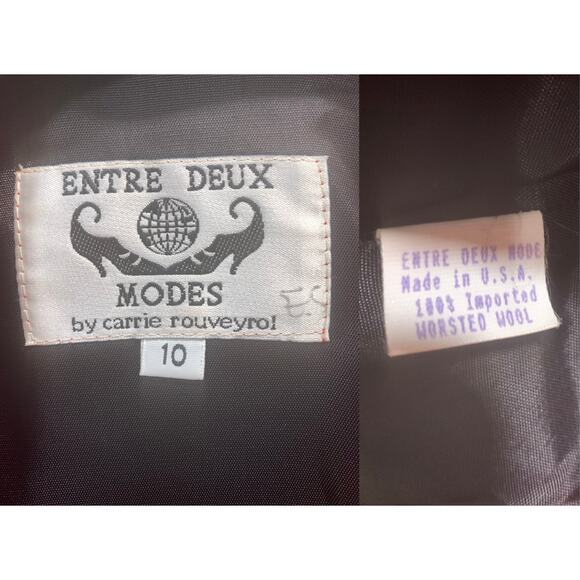 ENTRE DEUX
MODES
by carrie rouveyrol
10
ENTRE DEUX MODE
Made in U.S.A.
100% Imported
WORSTED WOOL